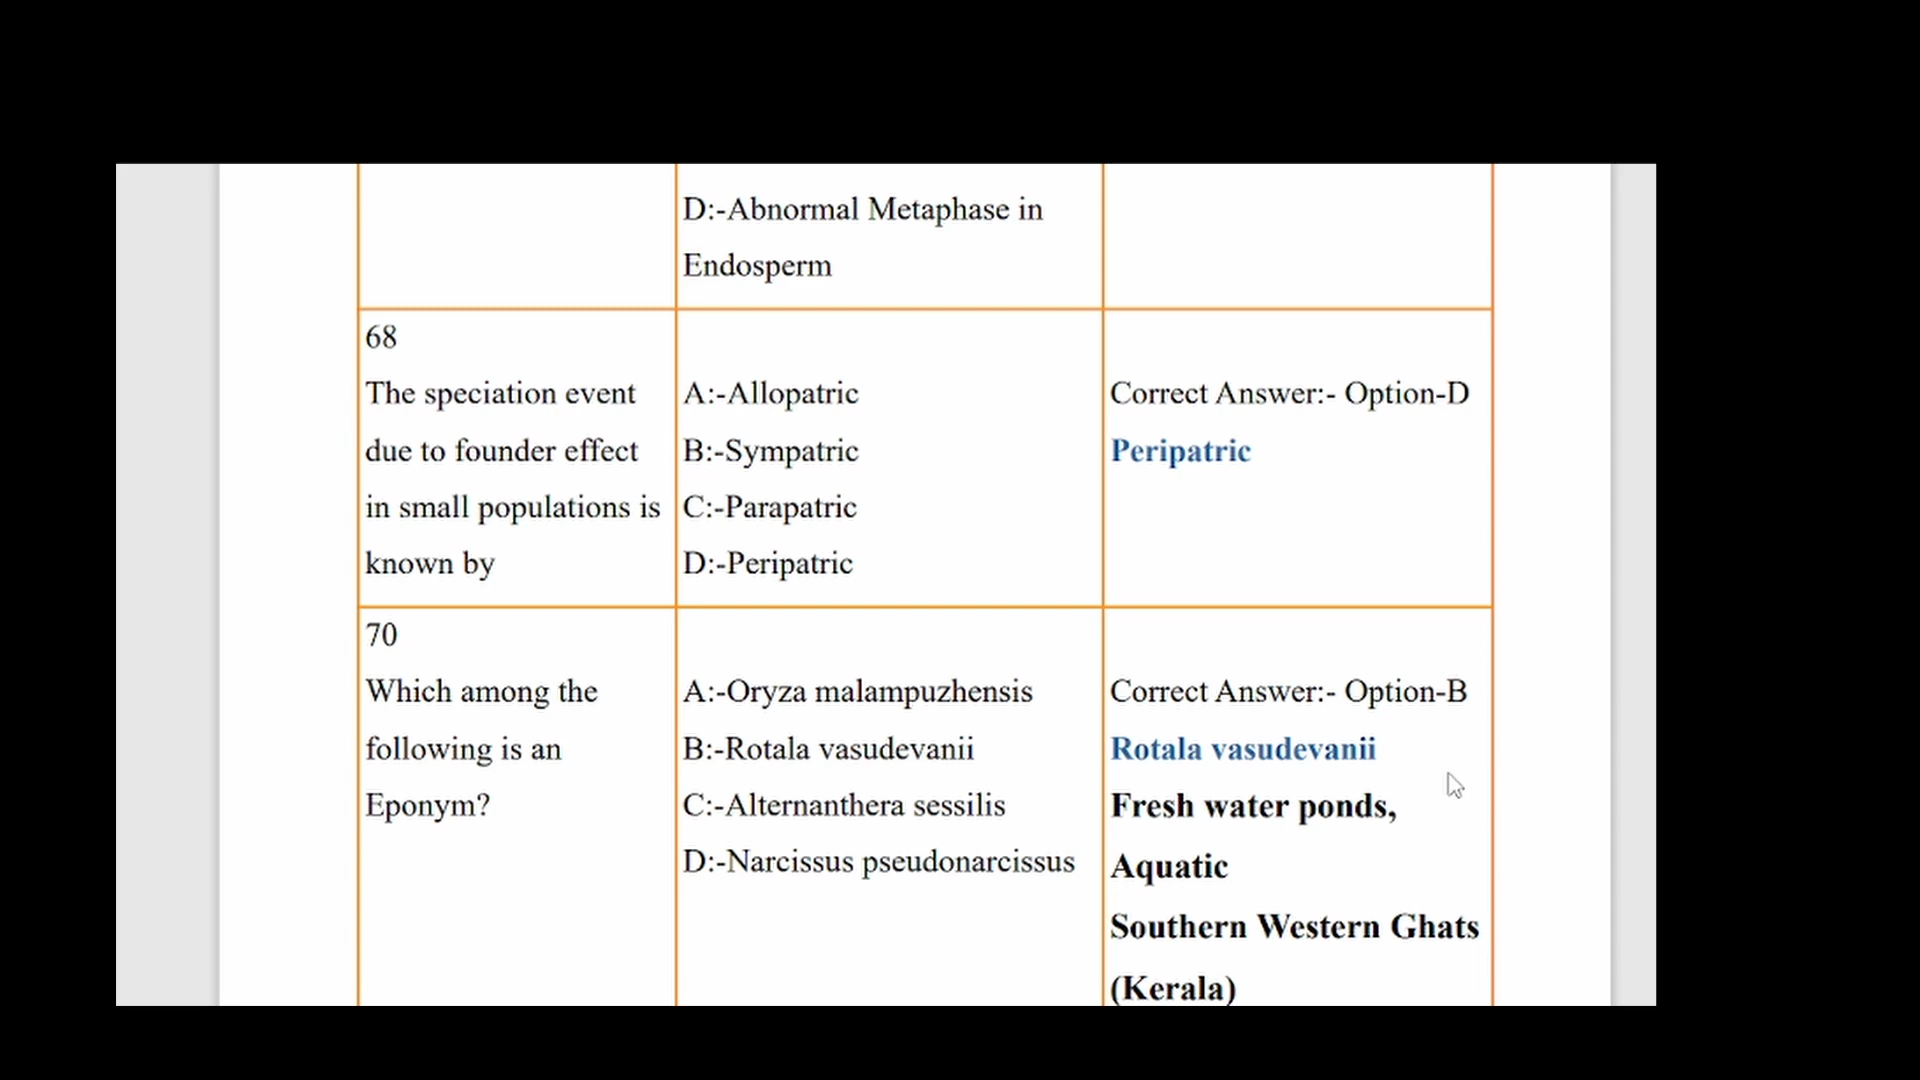 D:-Abnormal Metaphase in
Endosperm
68
The speciation event
due to founder effect
in small populations is
known by
A:-Allopatric
B:-Sympatric
C:-Parapatric
D:-Peripatric
Correct Answer:- Option-D
Peripatric
70
Which among the
following is an
Eponym?
A:-Oryza malampuzhensis
B:-Rotala vasudevanii
C:-Alternanthera sessilis
D:-Narcissus pseudonarcissus
Correct Answer:- Option-B
Rotala vasudevanii
Fresh water ponds,
Aquatic
Southern Western Ghats
(Kerala)